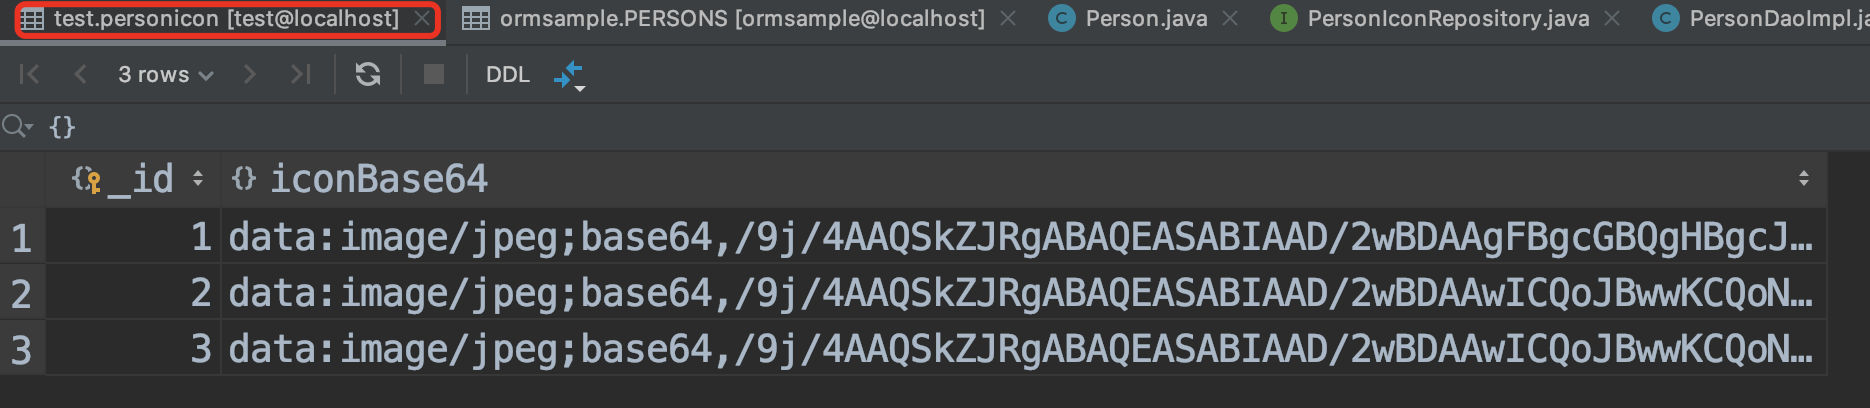 test.personicon [test@localhost] ormsample.PERSONS [ormsample@localhost] Person.java PersonIconRepository.java PersonDaoImpl.ja
3 rows DDL
{}
_id {} iconBase64
1 1 data:image/jpeg;base64,/9j/4AAQSkZJRgABAQEASABIAAD/2wBDAAgFBgcGBQgHBgcJ…
2 2 data:image/jpeg;base64,/9j/4AAQSkZJRgABAQEASABIAAD/2wBDAAwICQoJBwwKCQoN…
3 3 data:image/jpeg;base64,/9j/4AAQSkZJRgABAQEASABIAAD/2wBDAAwICQoJBwwKCQoN…